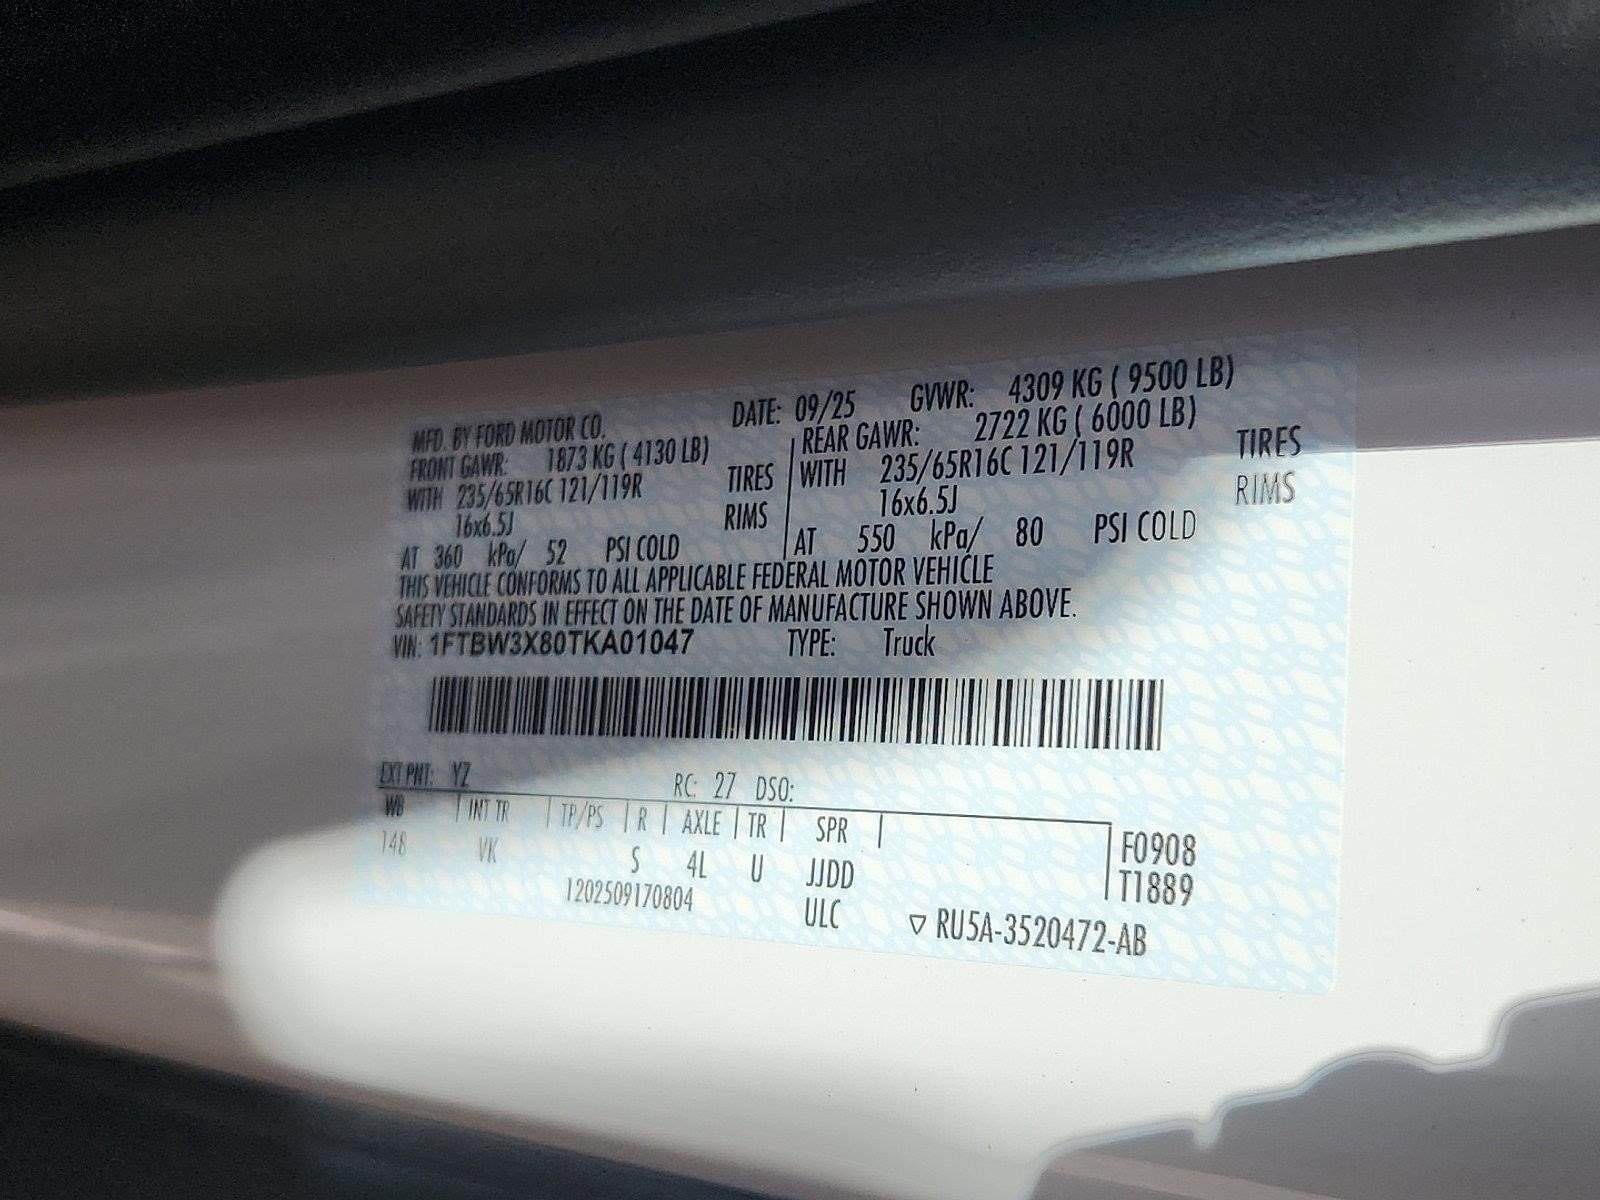 MFD. BY FORD MOTOR CO. DATE: 09/25 GVWR: 4309 KG ( 9500 LB)
FRONT GAWR: 1873 KG ( 4130 LB) REAR GAWR: 2722 KG ( 6000 LB)
WITH 235/65R16C 121/119R TIRES WITH 235/65R16C 121/119R TIRES
16x6.5J RIMS 16x6.5J RIMS
AT 360 kPa/ 52 PSI COLD AT 550 kPa/ 80 PSI COLD
THIS VEHICLE CONFORMS TO ALL APPLICABLE FEDERAL MOTOR VEHICLE
SAFETY STANDARDS IN EFFECT ON THE DATE OF MANUFACTURE SHOWN ABOVE.
VIN: 1FTBW3X80TKA01047 TYPE: Truck
EXT PNT: YZ RC: 27 DSO:
WB INT TR TP/PS R AXLE TR SPR F0908
148 VK S 4L U JJDD T1889
1202509170804 ULC ▽ RU5A-3520472-AB